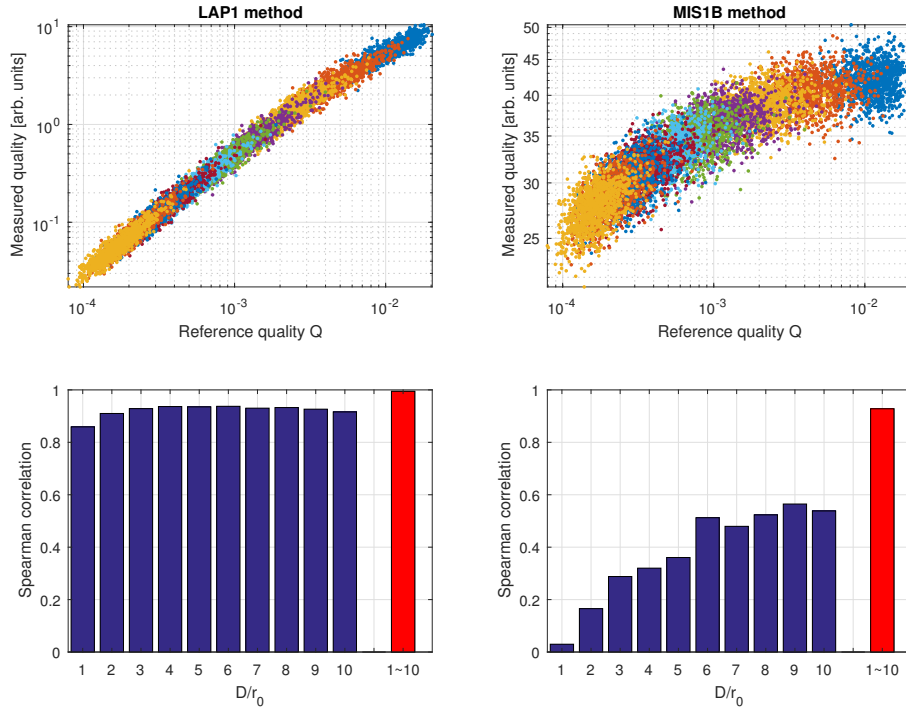 LAP1 method
Measured quality [arb. units]
10^1
10^0
10^-1
10^-4 10^-3 10^-2
Reference quality Q
MIS1B method
Measured quality [arb. units]
50
45
40
35
30
25
10^-4 10^-3 10^-2
Reference quality Q
Spearman correlation
1
0.8
0.6
0.4
0.2
0
1 2 3 4 5 6 7 8 9 10 1~10
D/r_0
Spearman correlation
1
0.8
0.6
0.4
0.2
0
1 2 3 4 5 6 7 8 9 10 1~10
D/r_0